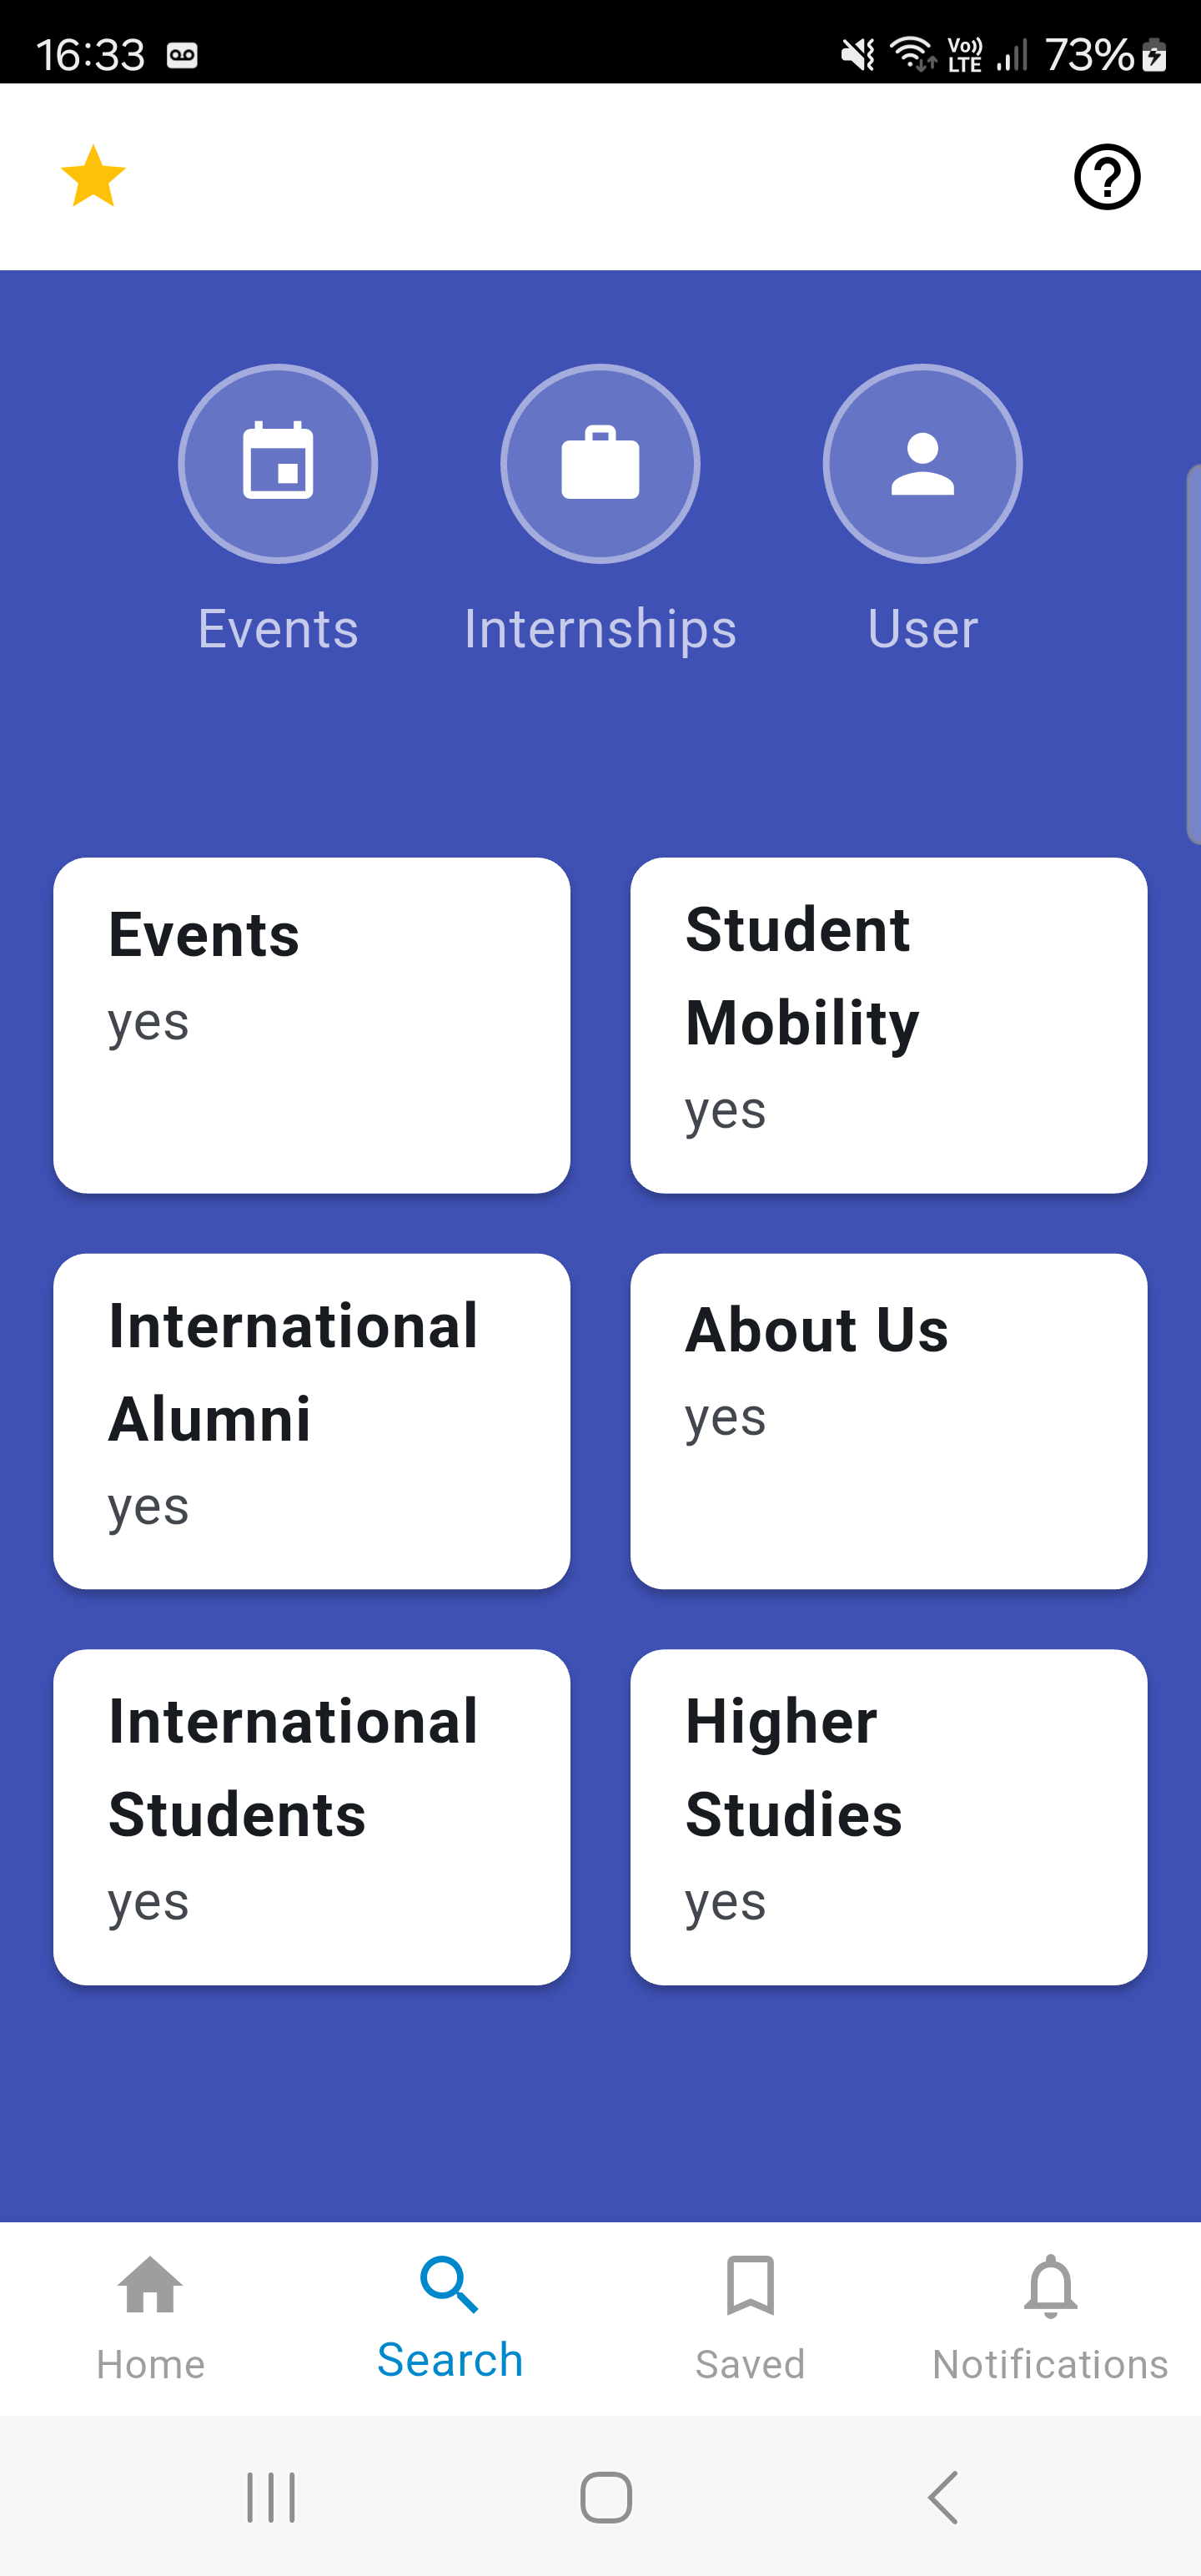 16:33
Vo)) LTE
73%
Events
Internships
User
Events
yes
Student
Mobility
yes
International
Alumni
yes
About Us
yes
International
Students
yes
Higher
Studies
yes
Home
Search
Saved
Notifications